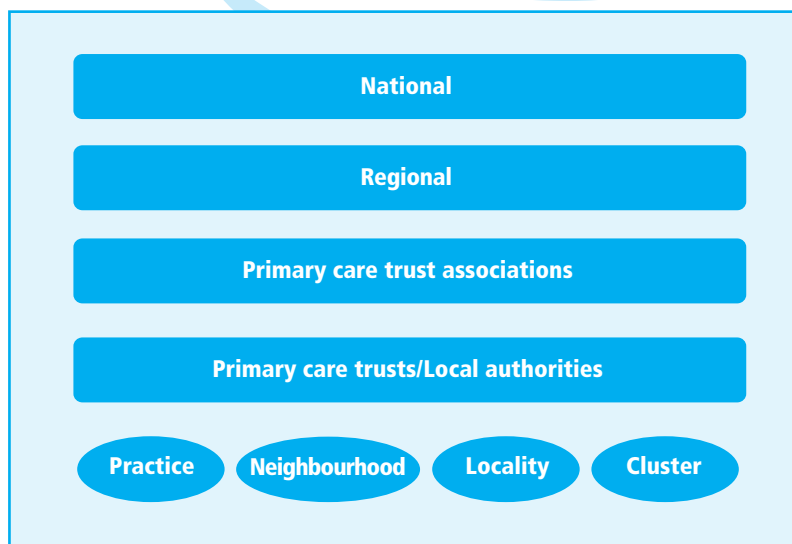 National
Regional
Primary care trust associations
Primary care trusts/Local authorities
Practice
Neighbourhood
Locality
Cluster